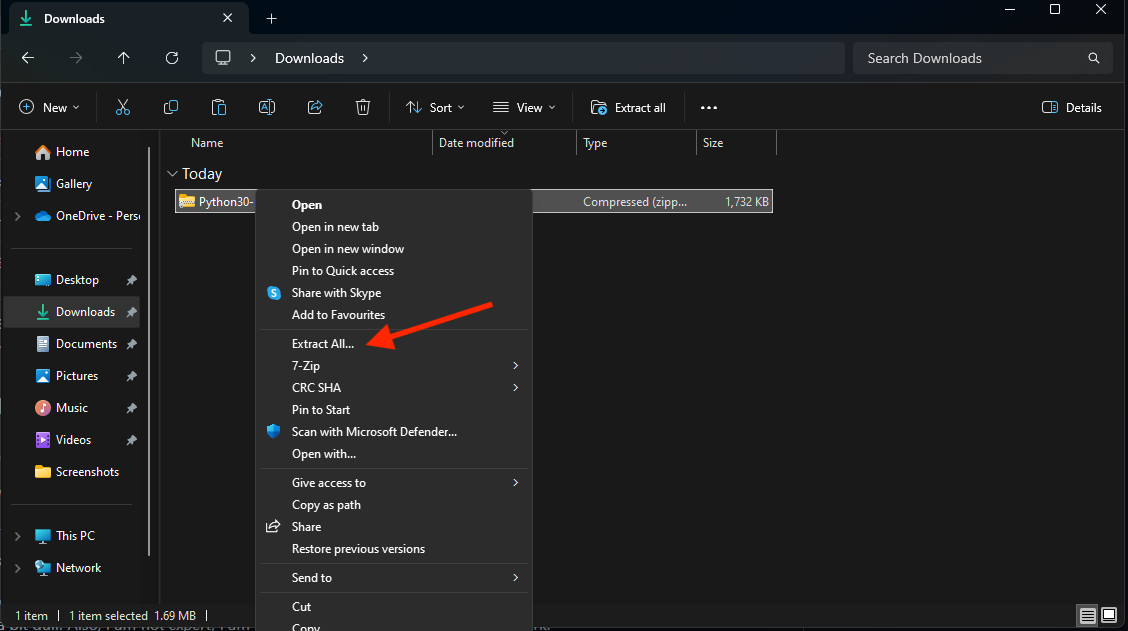 Downloads
Downloads
Search Downloads
New
Sort
View
Extract all
Details
Name
Date modified
Type
Size
Home
Gallery
OneDrive - Pers
Desktop
Downloads
Documents
Pictures
Music
Videos
Screenshots
This PC
Network
Today
Python30-
Compressed (zipp...
1,732 KB
Open
Open in new tab
Open in new window
Pin to Quick access
Share with Skype
Add to Favourites
Extract All...
7-Zip
CRC SHA
Pin to Start
Scan with Microsoft Defender...
Open with...
Give access to
Copy as path
Share
Restore previous versions
Send to
Cut
Copy
1 item
1 item selected 1.69 MB